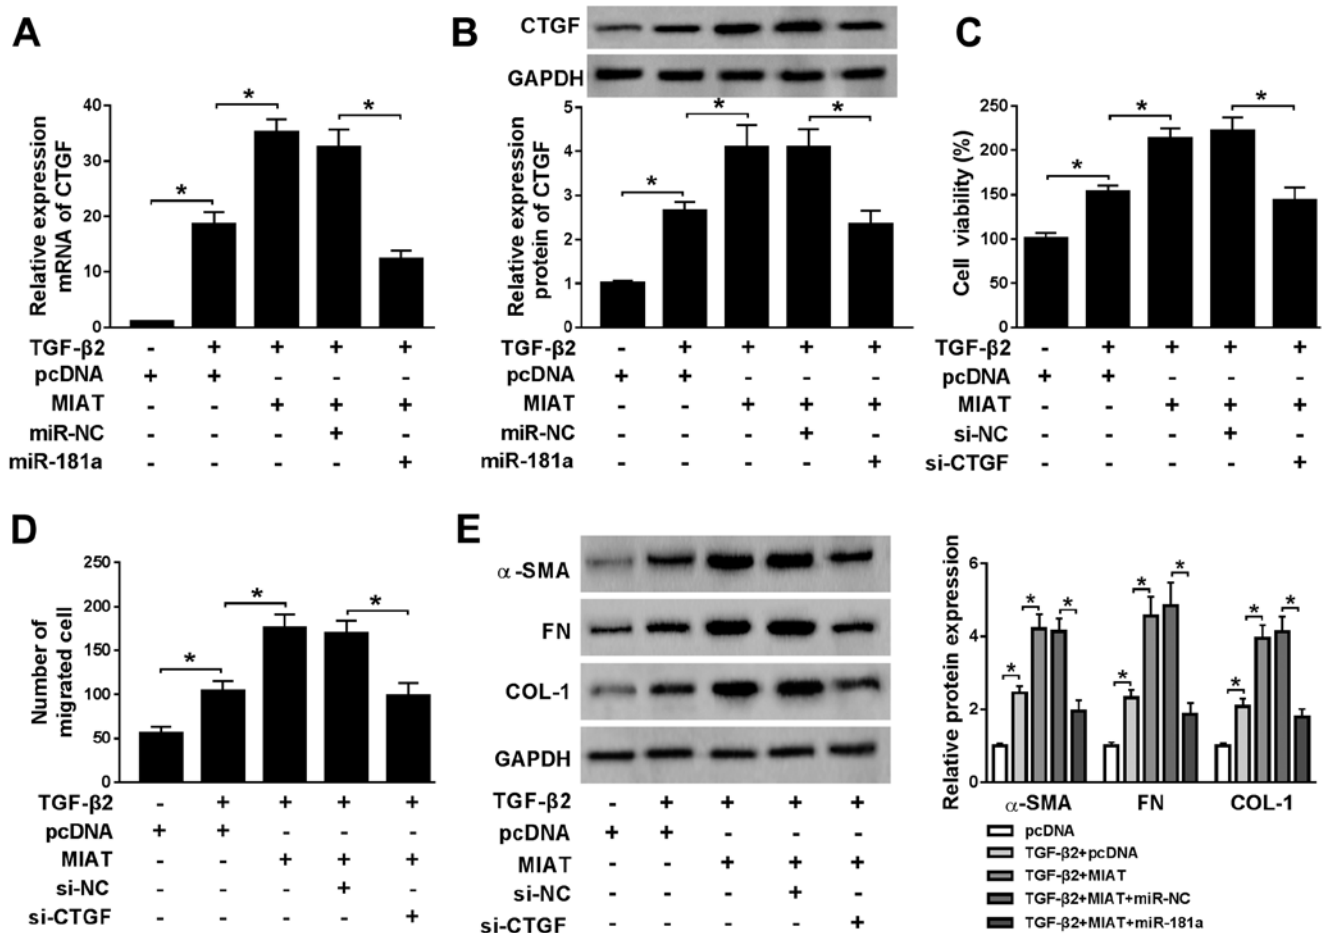 A
Relative expression
mRNA of CTGF
40
30
20
10
0
*
*
*
TGF-β2 - + + + +
pcDNA + + - - -
MIAT - - + + +
miR-NC - - - + -
miR-181a - - - - +
B
CTGF
GAPDH
Relative expression
protein of CTGF
5
4
3
2
1
0
*
*
*
TGF-β2 - + + + +
pcDNA + + - - -
MIAT - - + + +
miR-NC - - - + -
miR-181a - - - - +
C
Cell viability (%)
250
200
150
100
50
0
*
*
*
TGF-β2 - + + + +
pcDNA + + - - -
MIAT - - + + +
si-NC - - - + -
si-CTGF - - - - +
D
Number of
migrated cell
250
200
150
100
50
0
*
*
*
TGF-β2 - + + + +
pcDNA + + - - -
MIAT - - + + +
si-NC - - - + -
si-CTGF - - - - +
E
α-SMA
FN
COL-1
GAPDH
TGF-β2 - + + + +
pcDNA + + - - -
MIAT - - + + +
si-NC - - - + -
si-CTGF - - - - +
Relative protein expression
6
4
2
0
* * *
* * *
* * *
α-SMA FN COL-1
pcDNA
TGF-β2+pcDNA
TGF-β2+MIAT
TGF-β2+MIAT+miR-NC
TGF-β2+MIAT+miR-181a